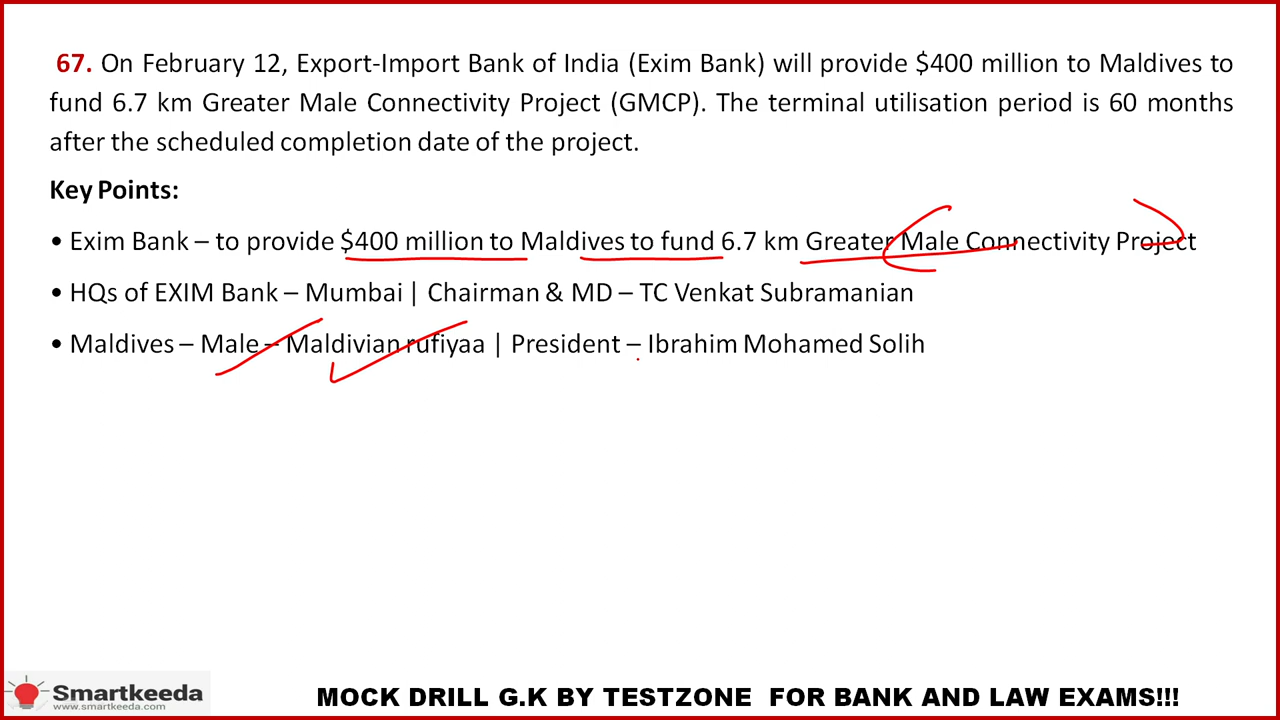 67. On February 12, Export-Import Bank of India (Exim Bank) will provide $400 million to Maldives to
fund 6.7 km Greater Male Connectivity Project (GMCP). The terminal utilisation period is 60 months
after the scheduled completion date of the project.
Key Points:
• Exim Bank – to provide $400 million to Maldives to fund 6.7 km Greater Male Connectivity Project
• HQs of EXIM Bank – Mumbai | Chairman & MD – TC Venkat Subramanian
• Maldives – Male – Maldivian rufiyaa | President – Ibrahim Mohamed Solih
Smartkeeda
www.smartkeeda.com
MOCK DRILL G.K BY TESTZONE FOR BANK AND LAW EXAMS!!!